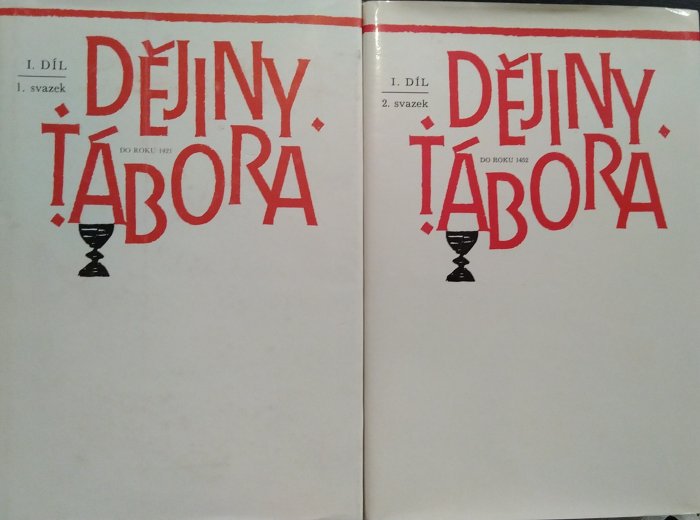 I. DÍL
1. svazek
DĚJINY
DO ROKU 1421
TÁBORA
I. DÍL
2. svazek
DĚJINY
DO ROKU 1452
TÁBORA